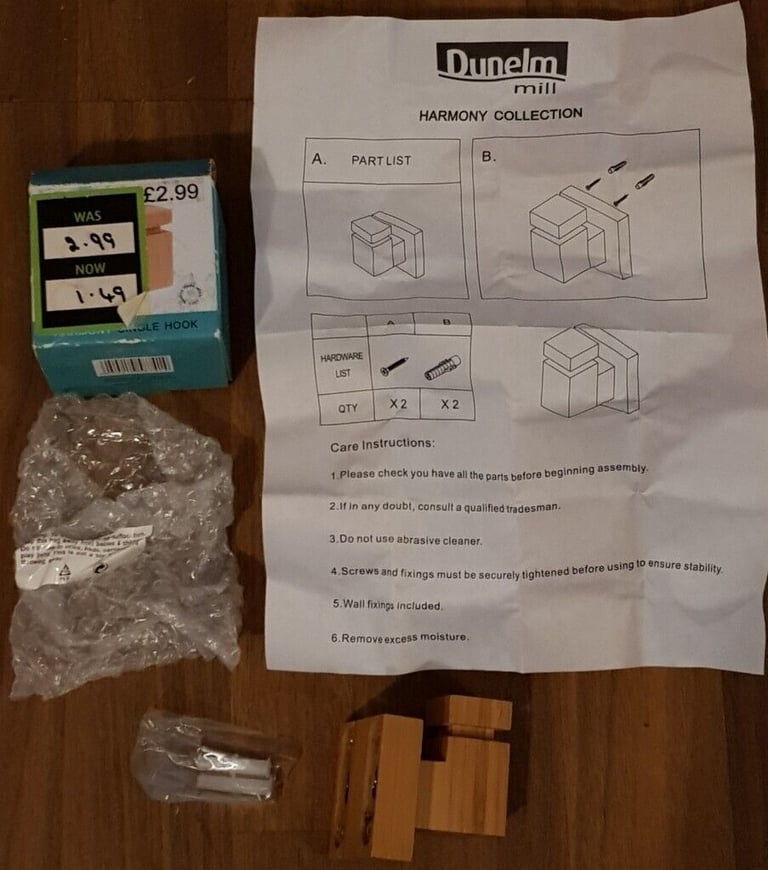 Dunelm
mill
HARMONY COLLECTION
A. PART LIST
B.
A B
HARDWARE
LIST
QTY X2 X2
Care Instructions:
1.Please check you have all the parts before beginning assembly.
2.If in any doubt, consult a qualified tradesman.
3.Do not use abrasive cleaner.
4.Screws and fixings must be securely tightened before using to ensure stability.
5.Wall fixings included.
6.Remove excess moisture.
£2.99
WAS
2.99
NOW
1.49
HOOK